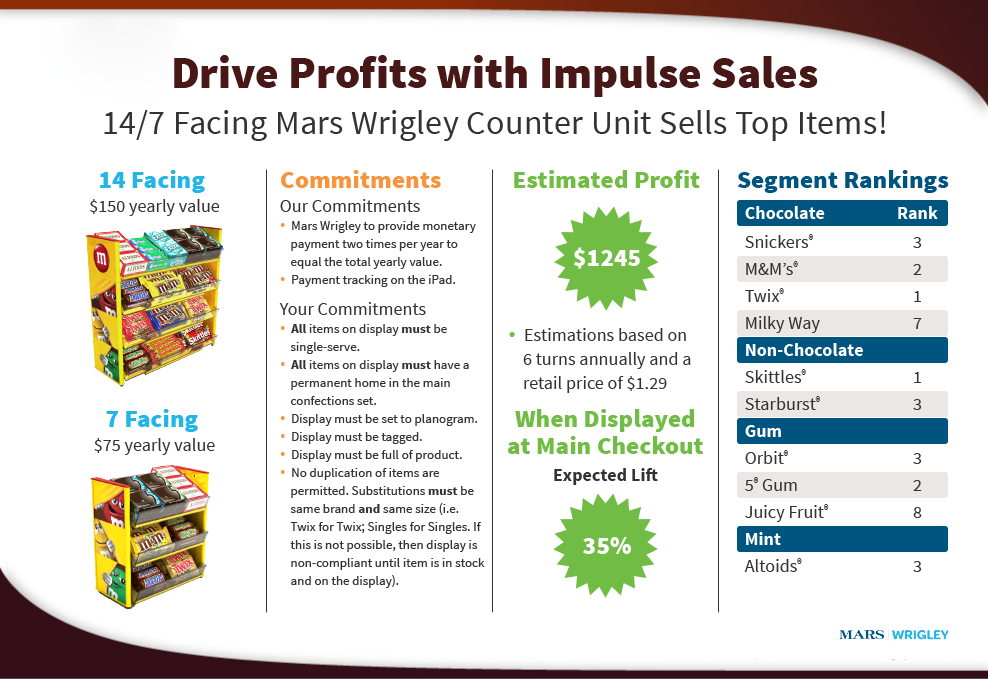 Drive Profits with Impulse Sales
14/7 Facing Mars Wrigley Counter Unit Sells Top Items!
14 Facing
$150 yearly value
7 Facing
$75 yearly value
Commitments
Our Commitments
• Mars Wrigley to provide monetary
payment two times per year to
equal the total yearly value.
• Payment tracking on the iPad.
Your Commitments
• All items on display must be
single-serve.
• All items on display must have a
permanent home in the main
confections set.
• Display must be set to planogram.
• Display must be tagged.
• Display must be full of product.
• No duplication of items are
permitted. Substitutions must be
same brand and same size (i.e.
Twix for Twix; Singles for Singles. If
this is not possible, then display is
non-compliant until item is in stock
and on the display).
Estimated Profit
$1245
• Estimations based on
6 turns annually and a
retail price of $1.29
When Displayed
at Main Checkout
Expected Lift
35%
Segment Rankings
Chocolate Rank
Snickers® 3
M&M's® 2
Twix® 1
Milky Way 7
Non-Chocolate
Skittles® 1
Starburst® 3
Gum
Orbit® 3
5® Gum 2
Juicy Fruit® 8
Mint
Altoids® 3
MARS | WRIGLEY